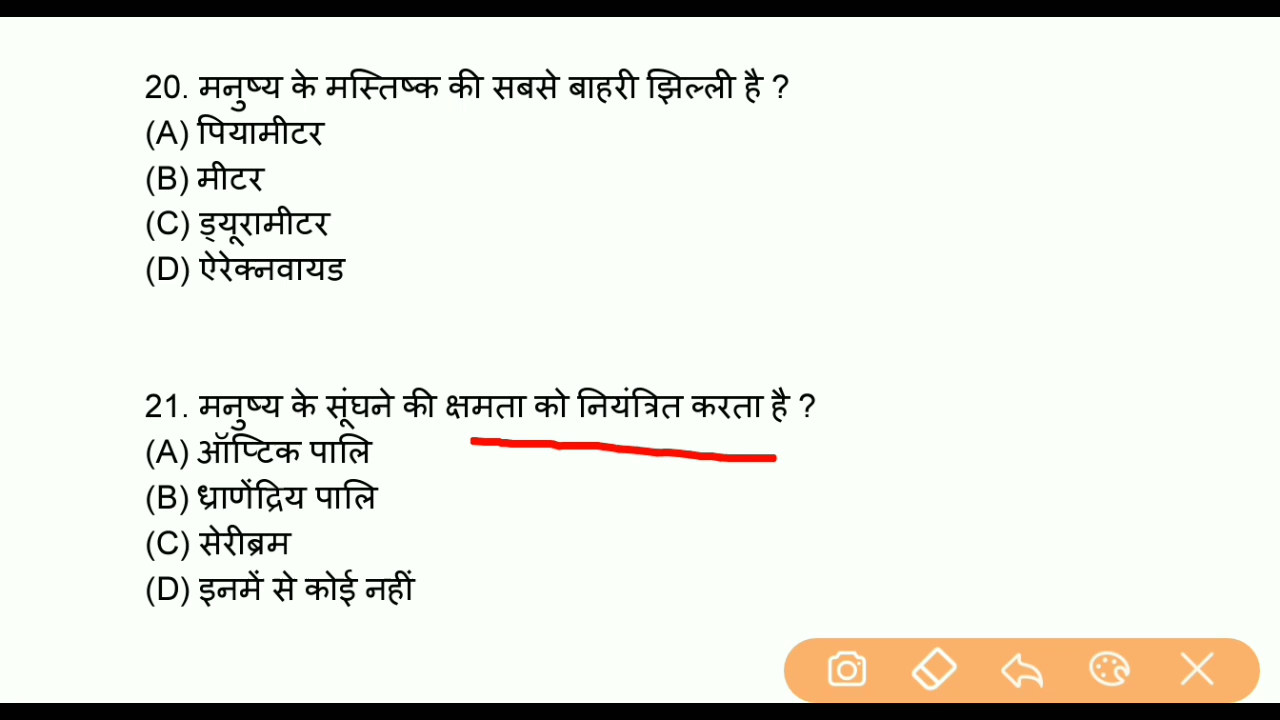 20. मनुष्य के मस्तिष्क की सबसे बाहरी झिल्ली है ?
(A) पियामीटर
(B) मीटर
(C) ड्यूरामीटर
(D) ऐरेक्नवायड
21. मनुष्य के सूंघने की क्षमता को नियंत्रित करता है ?
(A) ऑप्टिक पालि
(B) ध्राणेंद्रिय पालि
(C) सेरीब्रम
(D) इनमें से कोई नहीं